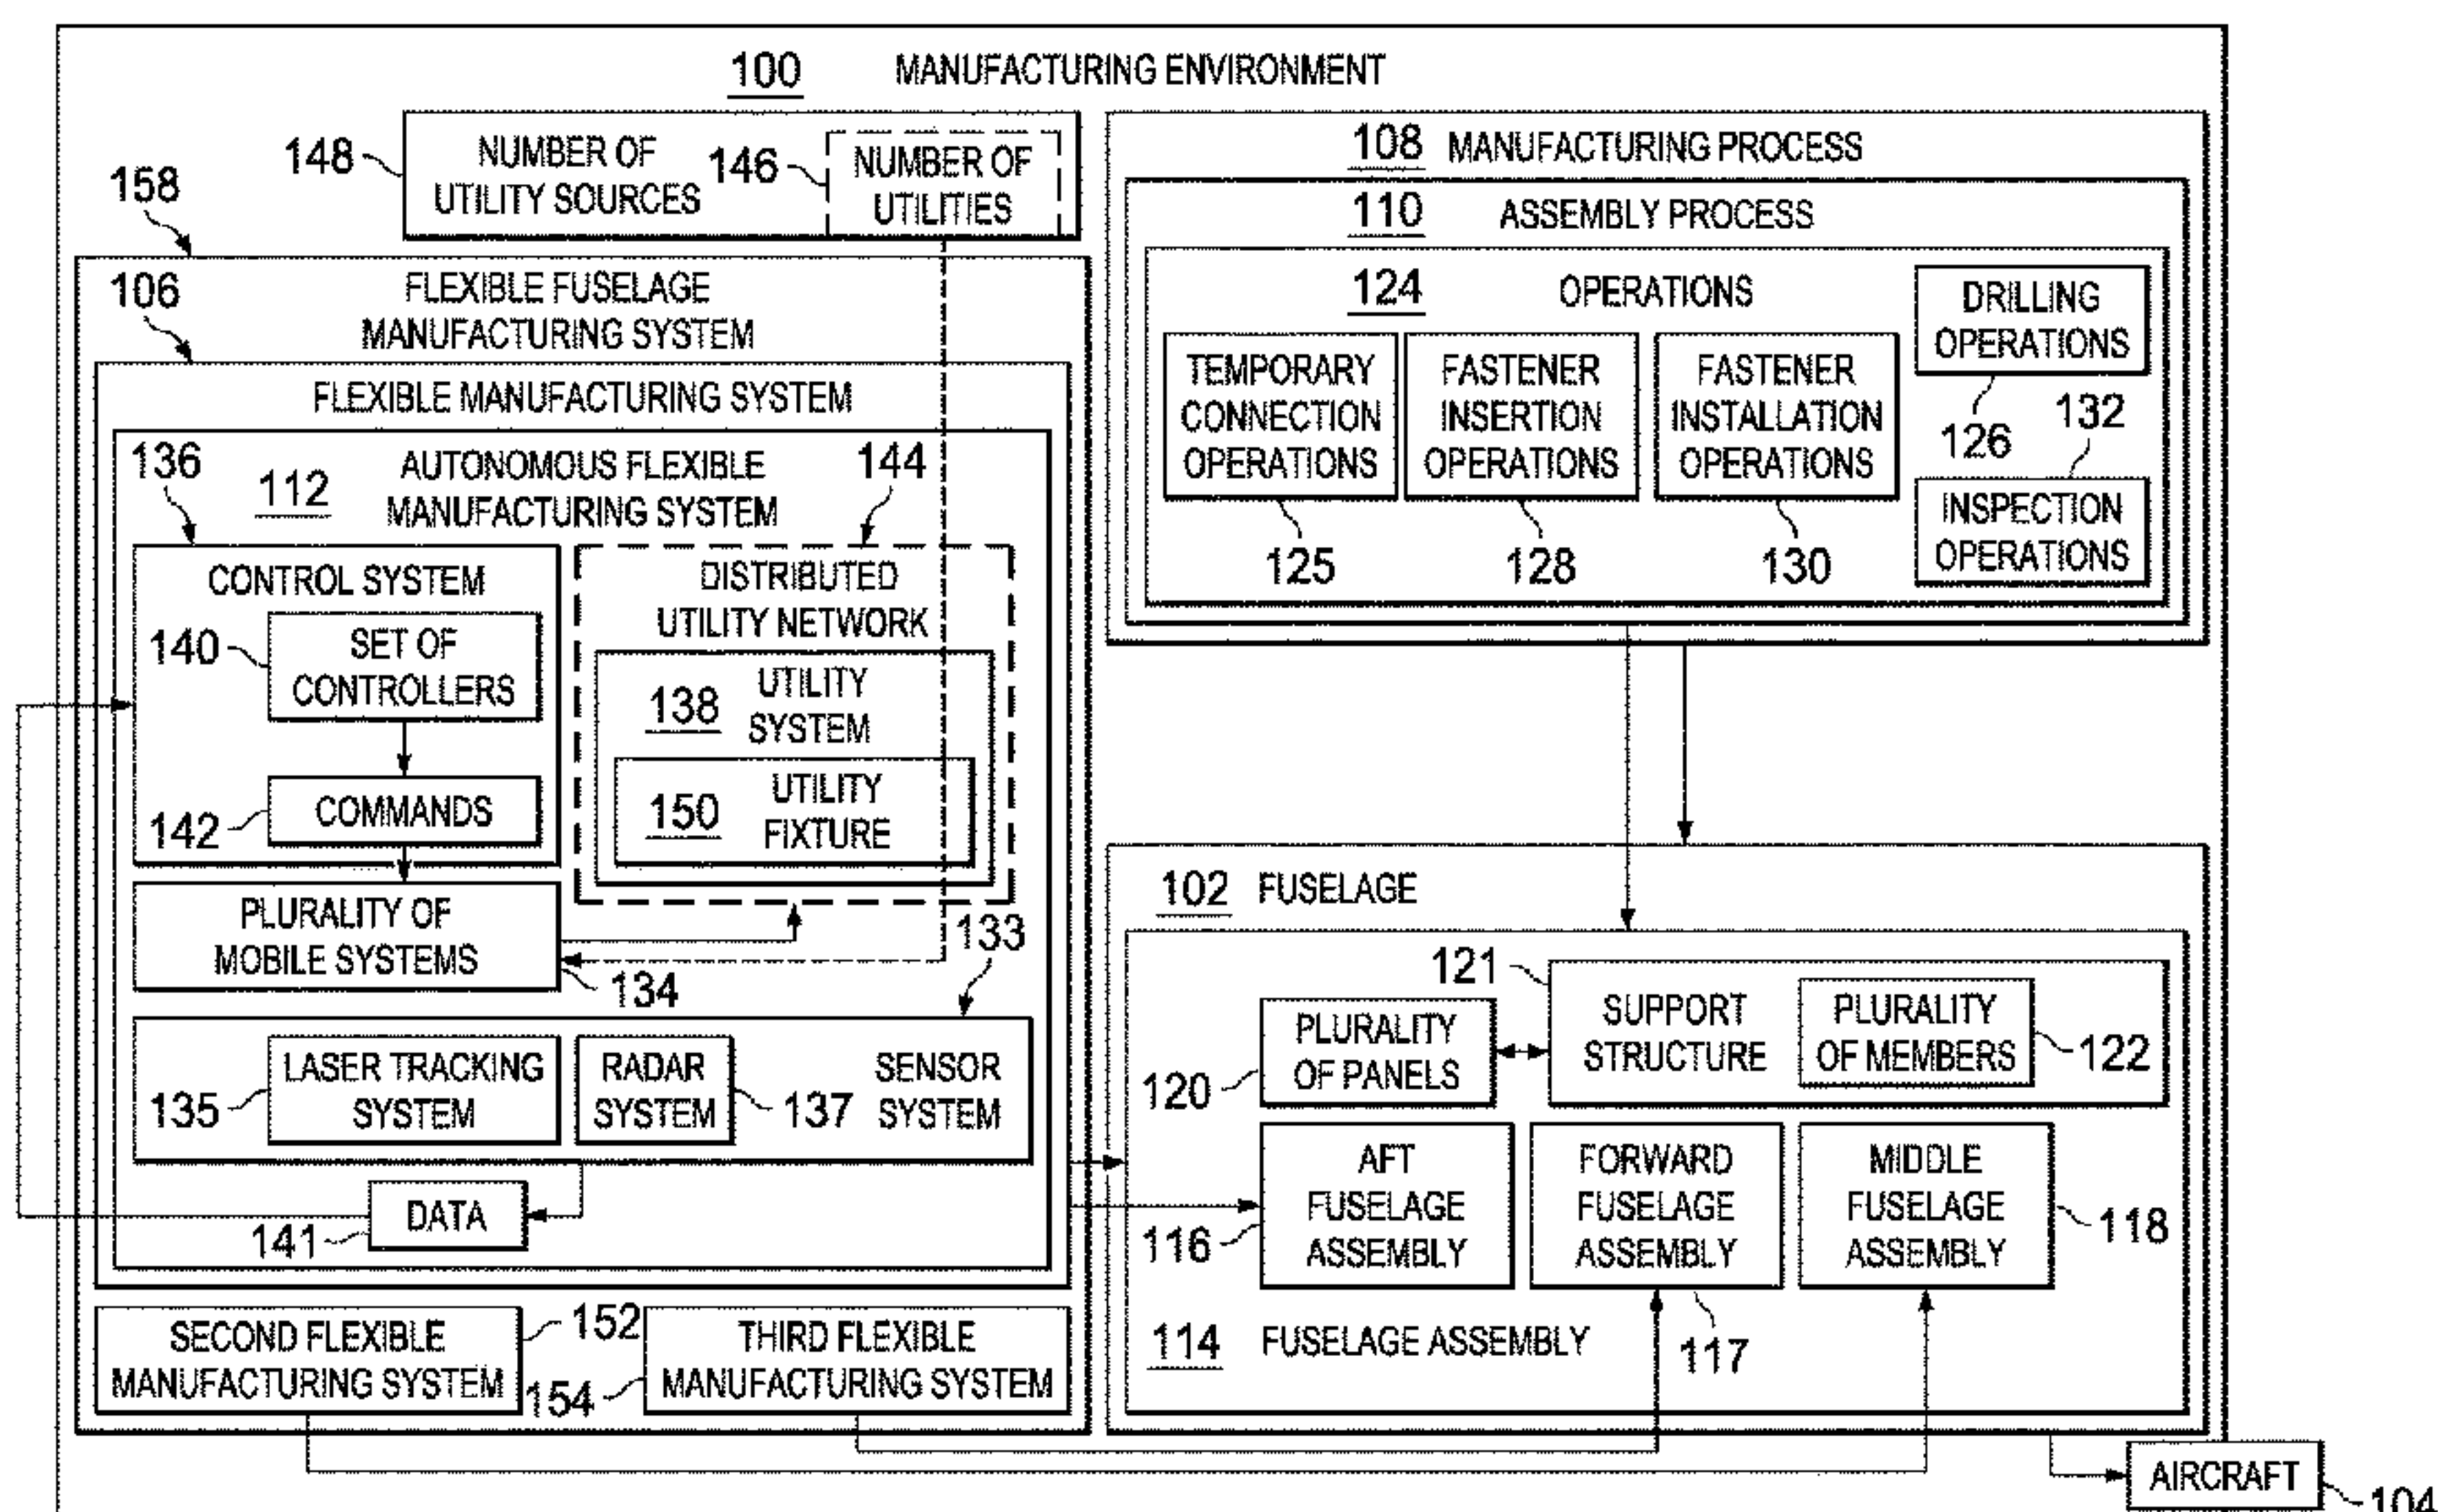 100 MANUFACTURING ENVIRONMENT
148
NUMBER OF
UTILITY SOURCES
146
NUMBER OF
UTILITIES
158
106
FLEXIBLE FUSELAGE
MANUFACTURING SYSTEM
FLEXIBLE MANUFACTURING SYSTEM
136
112
AUTONOMOUS FLEXIBLE
MANUFACTURING SYSTEM
144
CONTROL SYSTEM
140
SET OF
CONTROLLERS
142
COMMANDS
DISTRIBUTED
UTILITY NETWORK
138
UTILITY
SYSTEM
150
UTILITY
FIXTURE
PLURALITY OF
MOBILE SYSTEMS
134
133
135
LASER TRACKING
SYSTEM
RADAR
SYSTEM
137
SENSOR
SYSTEM
DATA
141
SECOND FLEXIBLE
MANUFACTURING SYSTEM
152
154
THIRD FLEXIBLE
MANUFACTURING SYSTEM
108 MANUFACTURING PROCESS
110 ASSEMBLY PROCESS
124 OPERATIONS
TEMPORARY
CONNECTION
OPERATIONS
125
FASTENER
INSERTION
OPERATIONS
128
FASTENER
INSTALLATION
OPERATIONS
130
DRILLING
OPERATIONS
126
132
INSPECTION
OPERATIONS
102 FUSELAGE
121
SUPPORT
STRUCTURE
PLURALITY
OF MEMBERS
122
PLURALITY
OF PANELS
120
AFT
FUSELAGE
ASSEMBLY
116
FORWARD
FUSELAGE
ASSEMBLY
117
MIDDLE
FUSELAGE
ASSEMBLY
118
114 FUSELAGE ASSEMBLY
AIRCRAFT
104